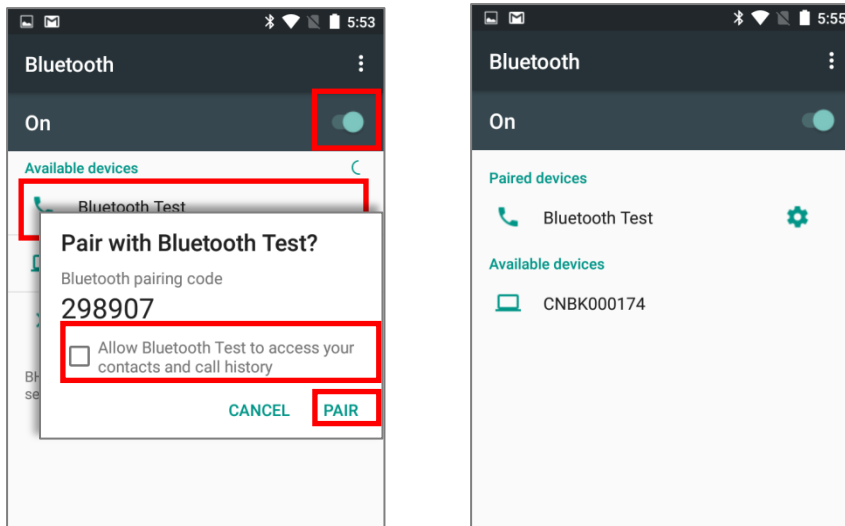 5:53
Bluetooth
On
Available devices
Bluetooth Test
Pair with Bluetooth Test?
Bluetooth pairing code
298907
Allow Bluetooth Test to access your
contacts and call history
CANCEL PAIR
5:55
Bluetooth
On
Paired devices
Bluetooth Test
Available devices
CNBK000174